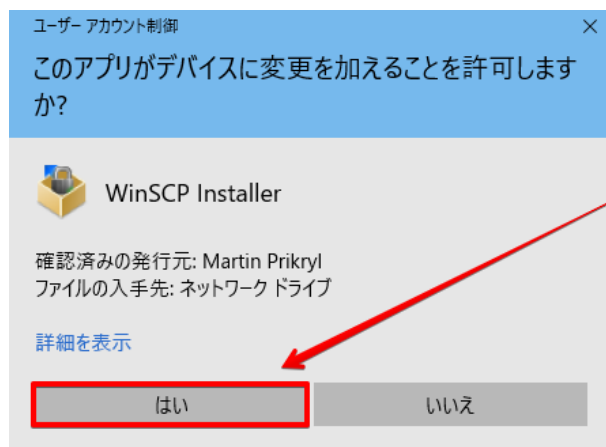 ユーザー アカウント制御
このアプリがデバイスに変更を加えることを許可します
か?
WinSCP Installer
確認済みの発行元: Martin Prikryl
ファイルの入手先: ネットワーク ドライブ
詳細を表示
はい
いいえ